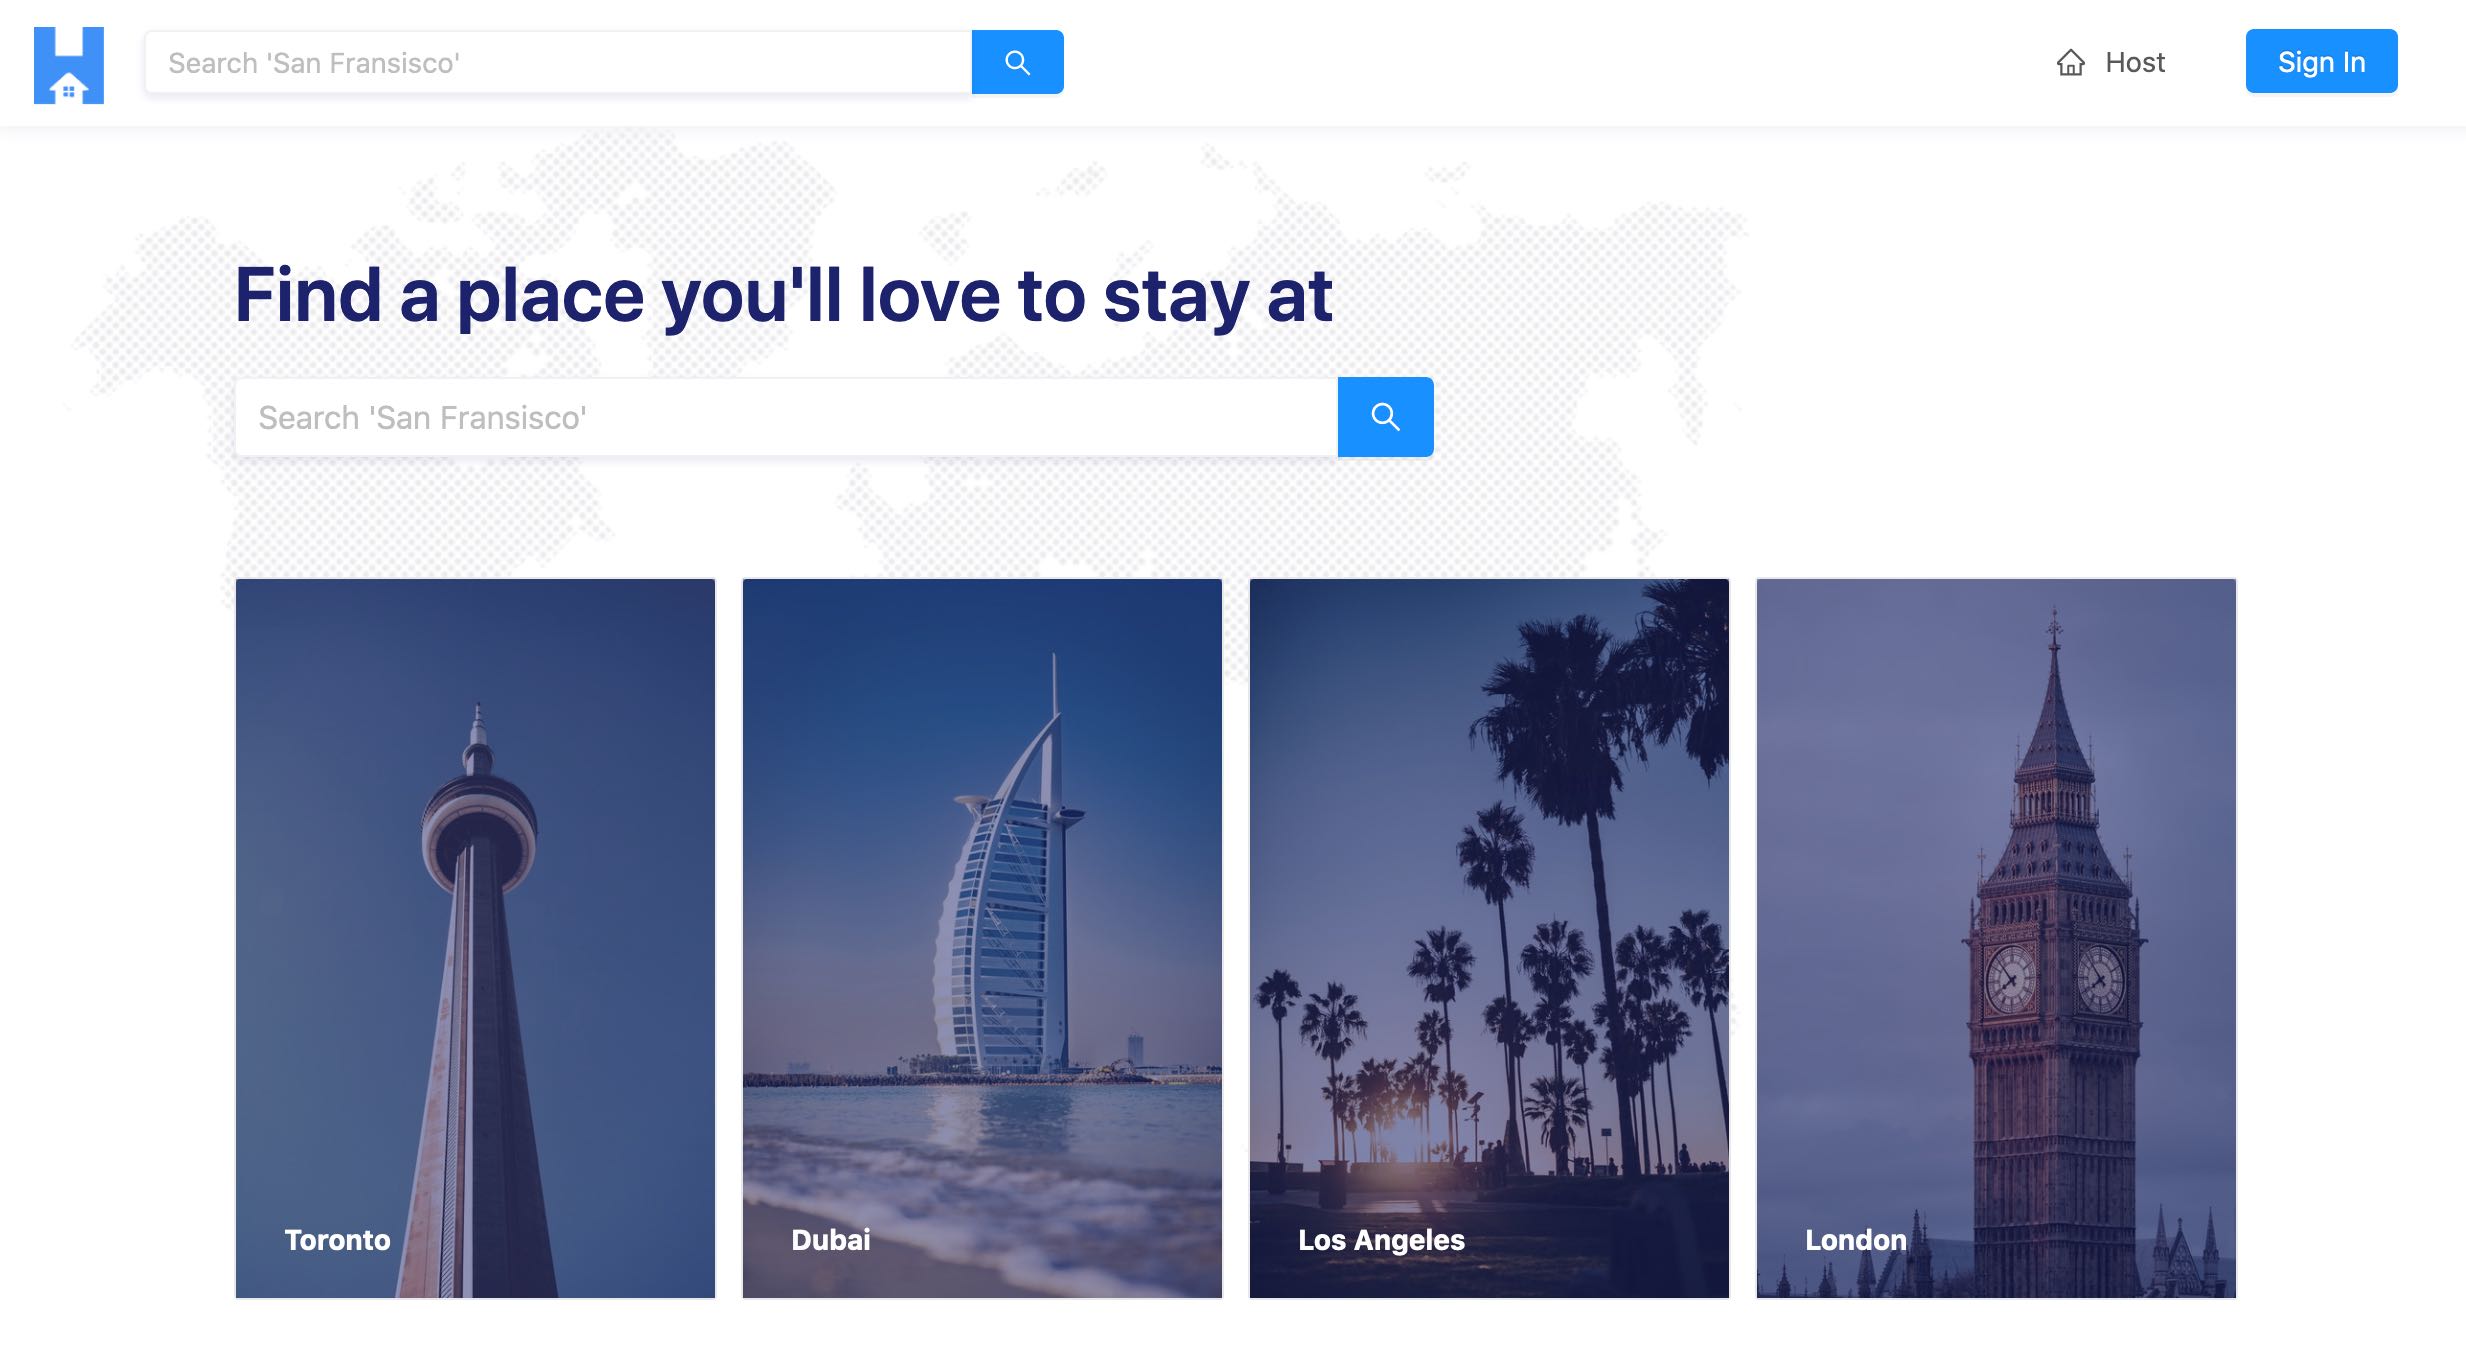 H
Search 'San Fransisco'
Host
Sign In
Find a place you'll love to stay at
Search 'San Fransisco'
Toronto
Dubai
Los Angeles
London